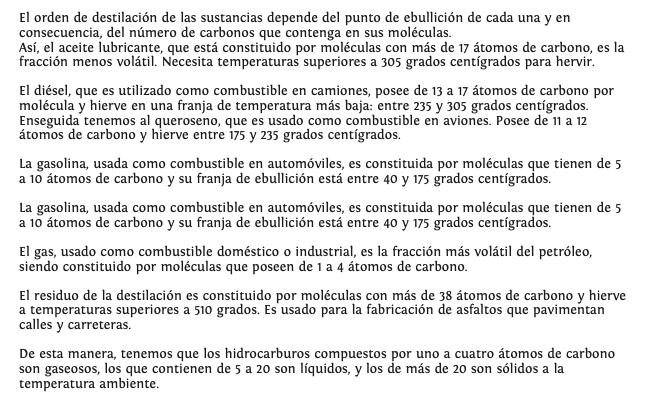 El orden de destilación de las sustancias depende del punto de ebullición de cada una y en
consecuencia, del número de carbonos que contenga en sus moléculas.
Así, el aceite lubricante, que está constituido por moléculas con más de 17 átomos de carbono, es la
fracción menos volátil. Necesita temperaturas superiores a 305 grados centígrados para hervir.
El diésel, que es utilizado como combustible en camiones, posee de 13 a 17 átomos de carbono por
molécula y hierve en una franja de temperatura más baja: entre 235 y 305 grados centígrados.
Enseguida tenemos al queroseno, que es usado como combustible en aviones. Posee de 11 a 12
átomos de carbono y hierve entre 175 y 235 grados centígrados.
La gasolina, usada como combustible en automóviles, es constituida por moléculas que tienen de 5
a 10 átomos de carbono y su franja de ebullición está entre 40 y 175 grados centígrados.
La gasolina, usada como combustible en automóviles, es constituida por moléculas que tienen de 5
a 10 átomos de carbono y su franja de ebullición está entre 40 y 175 grados centígrados.
El gas, usado como combustible doméstico o industrial, es la fracción más volátil del petróleo,
siendo constituido por moléculas que poseen de 1 a 4 átomos de carbono.
El residuo de la destilación es constituido por moléculas con más de 38 átomos de carbono y hierve
a temperaturas superiores a 510 grados. Es usado para la fabricación de asfaltos que pavimentan
calles y carreteras.
De esta manera, tenemos que los hidrocarburos compuestos por uno a cuatro átomos de carbono
son gaseosos, los que contienen de 5 a 20 son líquidos, y los de más de 20 son sólidos a la
temperatura ambiente.